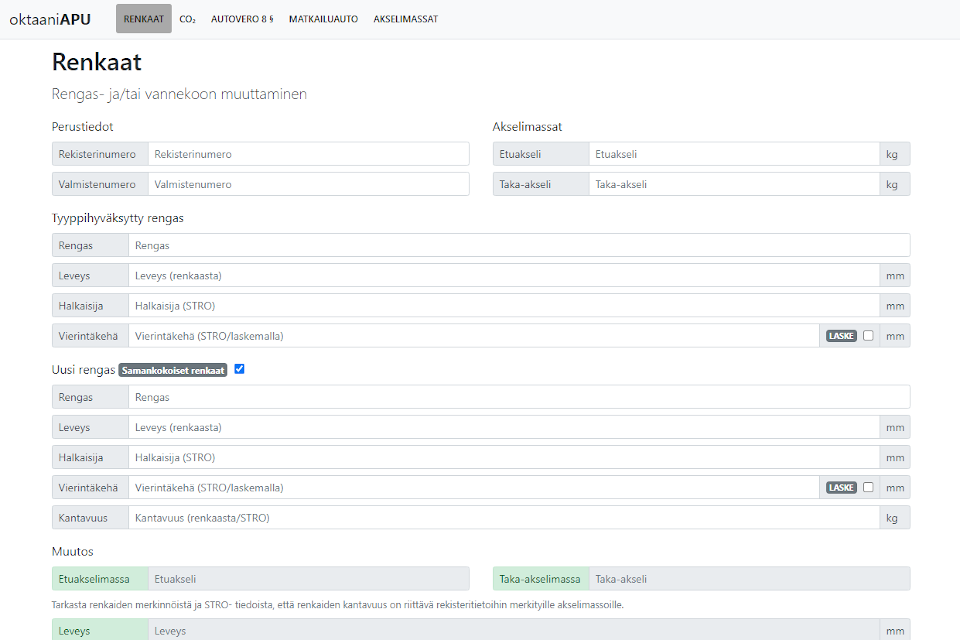 oktaaniAPU RENKAAT CO₂ AUTOVERO 8 § MATKAILUAUTO AKSELIMASSAT
Renkaat
Rengas- ja/tai vannekoon muuttaminen
Perustiedot Akselimassat
Rekisterinumero Rekisterinumero Etuakseli Etuakseli kg
Valmistenumero Valmistenumero Taka-akseli Taka-akseli kg
Tyyppihyväksytty rengas
Rengas Rengas
Leveys Leveys (renkaasta) mm
Halkaisija Halkaisija (STRO) mm
Vierintäkehä Vierintäkehä (STRO/laskemalla) LASKE mm
Uusi rengas Samankokoiset renkaat
Rengas Rengas
Leveys Leveys (renkaasta) mm
Halkaisija Halkaisija (STRO) mm
Vierintäkehä Vierintäkehä (STRO/laskemalla) LASKE mm
Kantavuus Kantavuus (renkaasta/STRO) kg
Muutos
Etuakselimassa Etuakseli Taka-akselimassa Taka-akseli
Tarkasta renkaiden merkinnöistä ja STRO- tiedoista, että renkaiden kantavuus on riittävä rekisteritietoihin merkityille akselimassoille.
Leveys Leveys mm